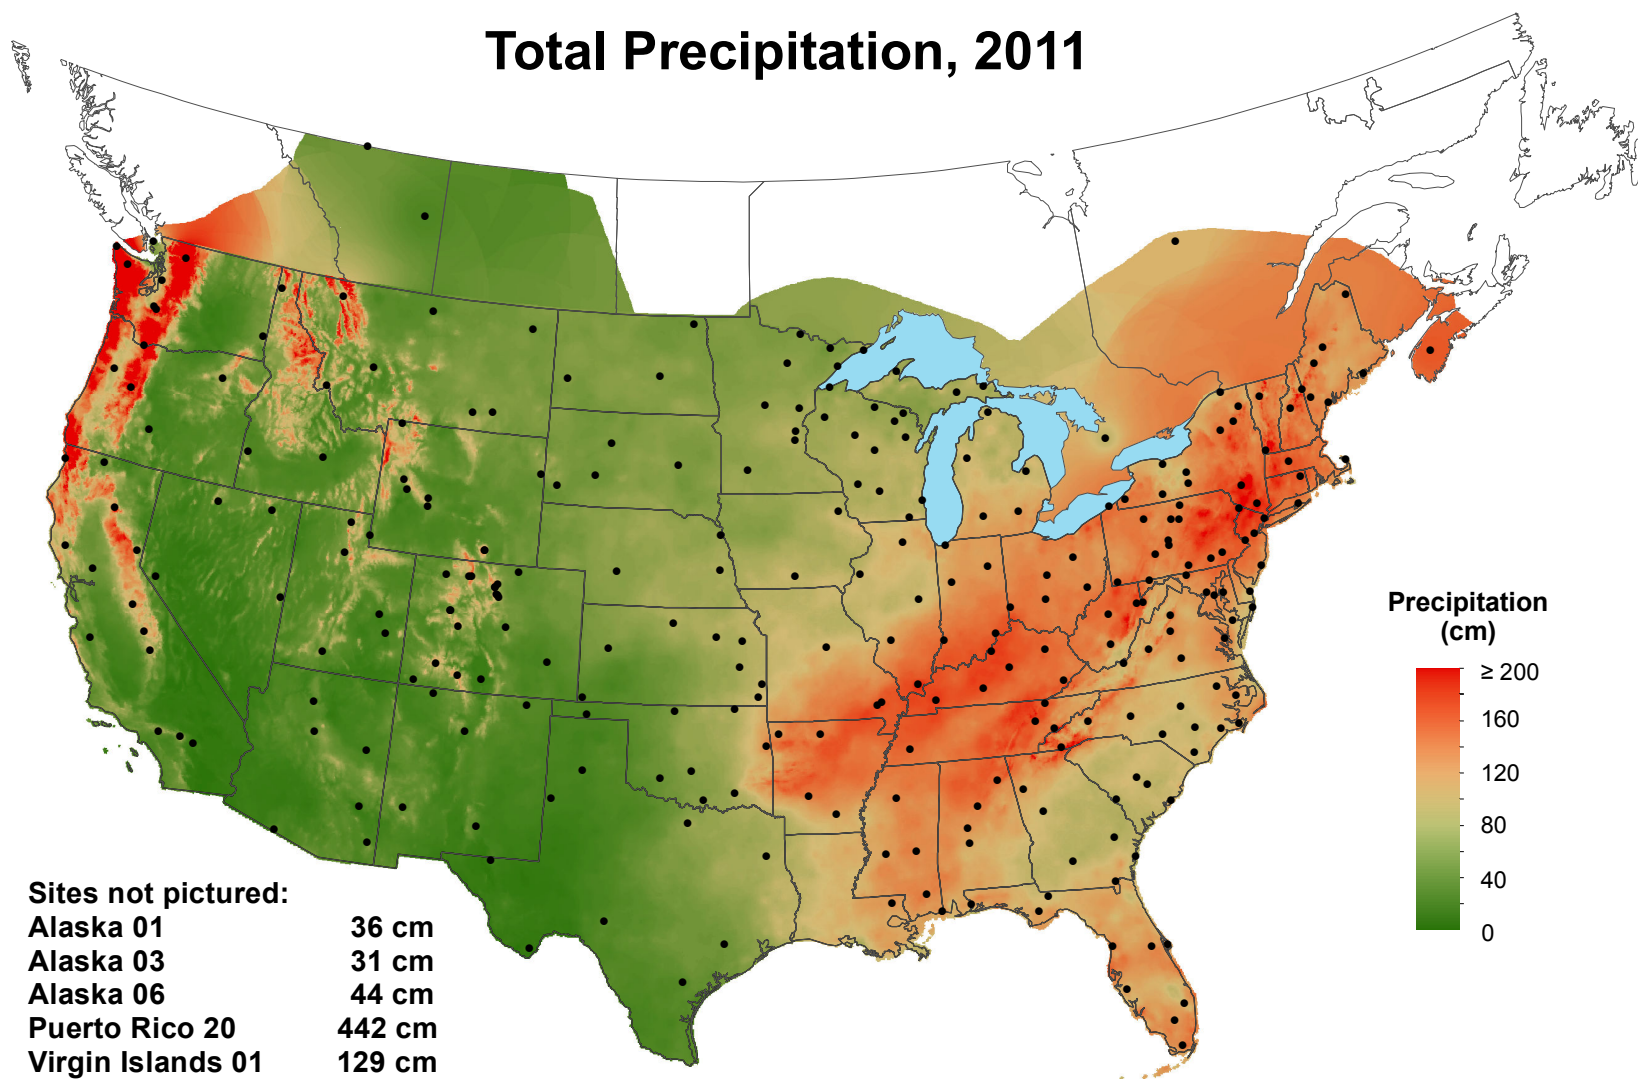 Total Precipitation, 2011
Precipitation
(cm)
≥ 200
160
120
80
40
0
Sites not pictured:
Alaska 01 36 cm
Alaska 03 31 cm
Alaska 06 44 cm
Puerto Rico 20 442 cm
Virgin Islands 01 129 cm